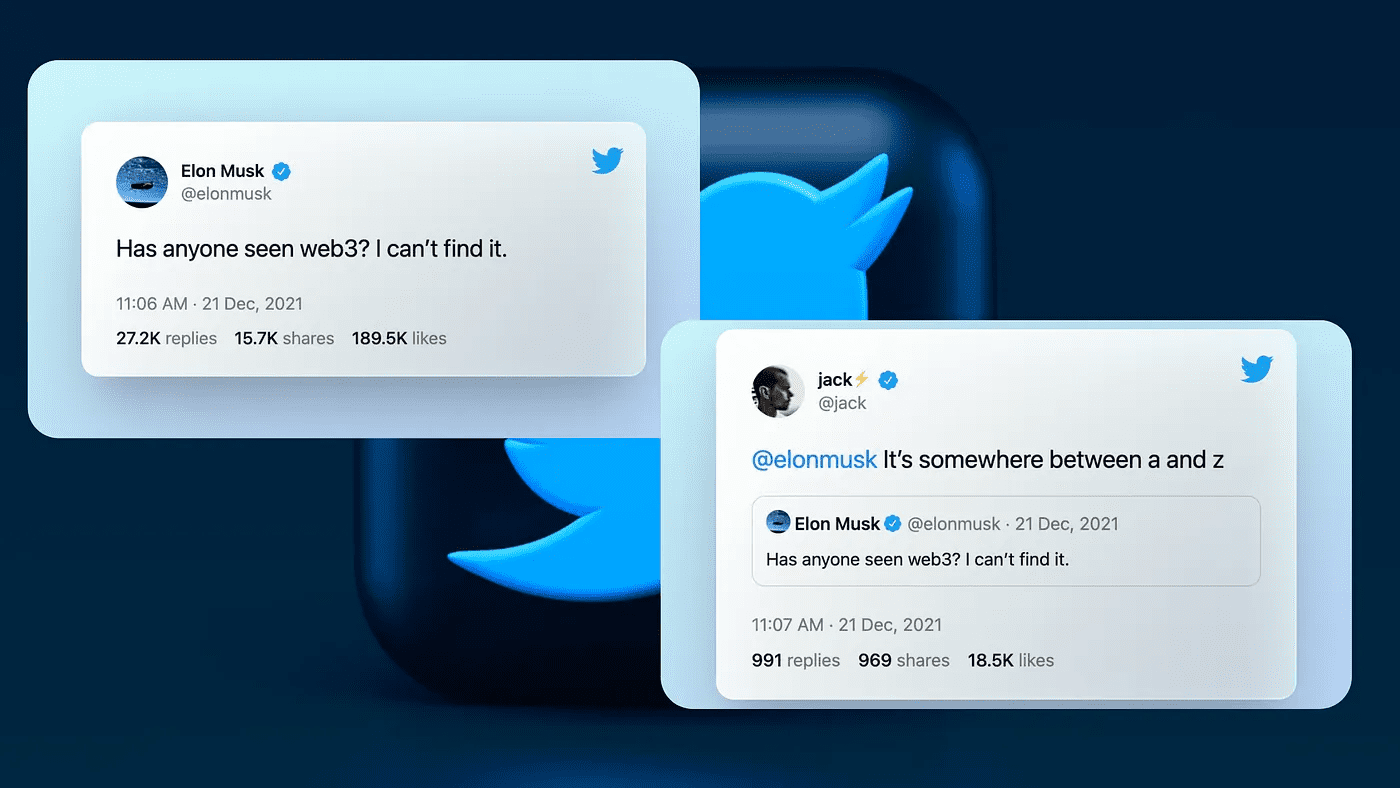 Elon Musk
@elonmusk
Has anyone seen web3? I can’t find it.
11:06 AM · 21 Dec, 2021
27.2K replies 15.7K shares 189.5K likes
jack⚡
@jack
@elonmusk It’s somewhere between a and z
Elon Musk @elonmusk · 21 Dec, 2021
Has anyone seen web3? I can’t find it.
11:07 AM · 21 Dec, 2021
991 replies 969 shares 18.5K likes